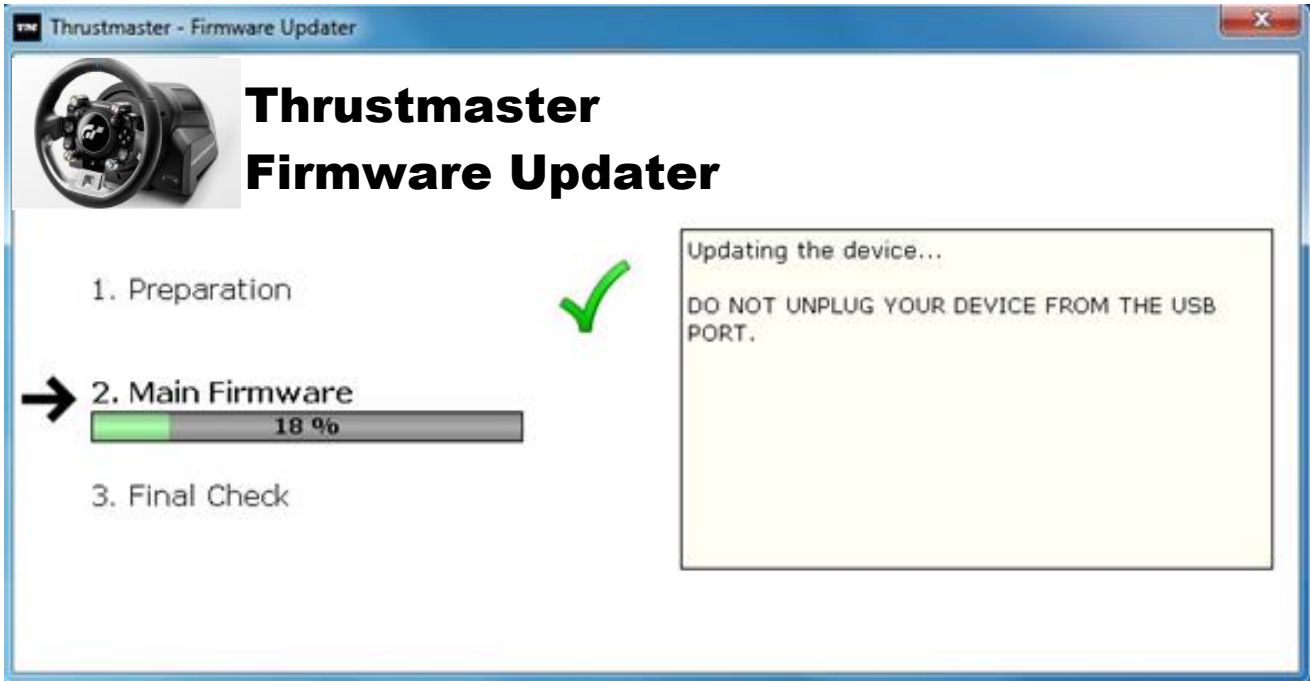 Thrustmaster - Firmware Updater
Thrustmaster
Firmware Updater
1. Preparation
2. Main Firmware
18 %
3. Final Check
Updating the device...
DO NOT UNPLUG YOUR DEVICE FROM THE USB
PORT.